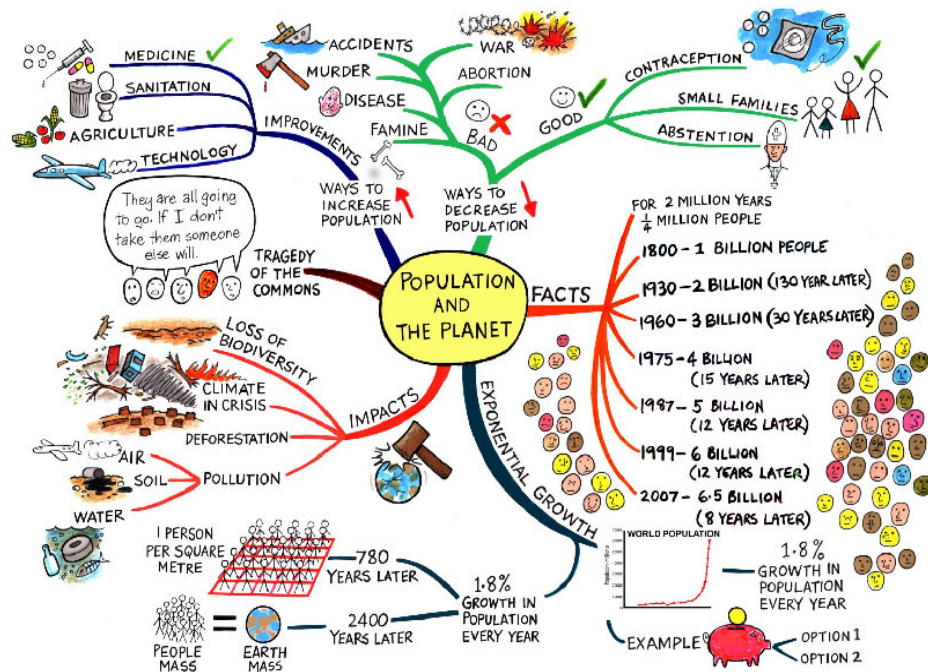 POPULATION
AND
THE PLANET
WAYS TO
INCREASE
POPULATION
IMPROVEMENTS
MEDICINE
SANITATION
AGRICULTURE
TECHNOLOGY
WAYS TO
DECREASE
POPULATION
BAD
ACCIDENTS
MURDER
DISEASE
FAMINE
WAR
ABORTION
GOOD
CONTRACEPTION
SMALL FAMILIES
ABSTENTION
FACTS
FOR 2 MILLION YEARS
1/4 MILLION PEOPLE
1800 - 1 BILLION PEOPLE
1930 - 2 BILLION (130 YEAR LATER)
1960 - 3 BILLION (30 YEARS LATER)
1975 - 4 BILLION
(15 YEARS LATER)
1987 - 5 BILLION
(12 YEARS LATER)
1999 - 6 BILLION
(12 YEARS LATER)
2007 - 6.5 BILLION
(8 YEARS LATER)
EXPONENTIAL GROWTH
WORLD POPULATION
1.8%
GROWTH IN
POPULATION
EVERY YEAR
EXAMPLE
OPTION 1
OPTION 2
1.8%
GROWTH IN
POPULATION
EVERY YEAR
780
YEARS LATER
1 PERSON
PER SQUARE
METRE
2400
YEARS LATER
PEOPLE
MASS
=
EARTH
MASS
IMPACTS
LOSS OF
BIODIVERSITY
CLIMATE
IN CRISIS
DEFORESTATION
POLLUTION
AIR
SOIL
WATER
TRAGEDY
OF THE
COMMONS
They are all going
to go. If I don't
take them someone
else will.